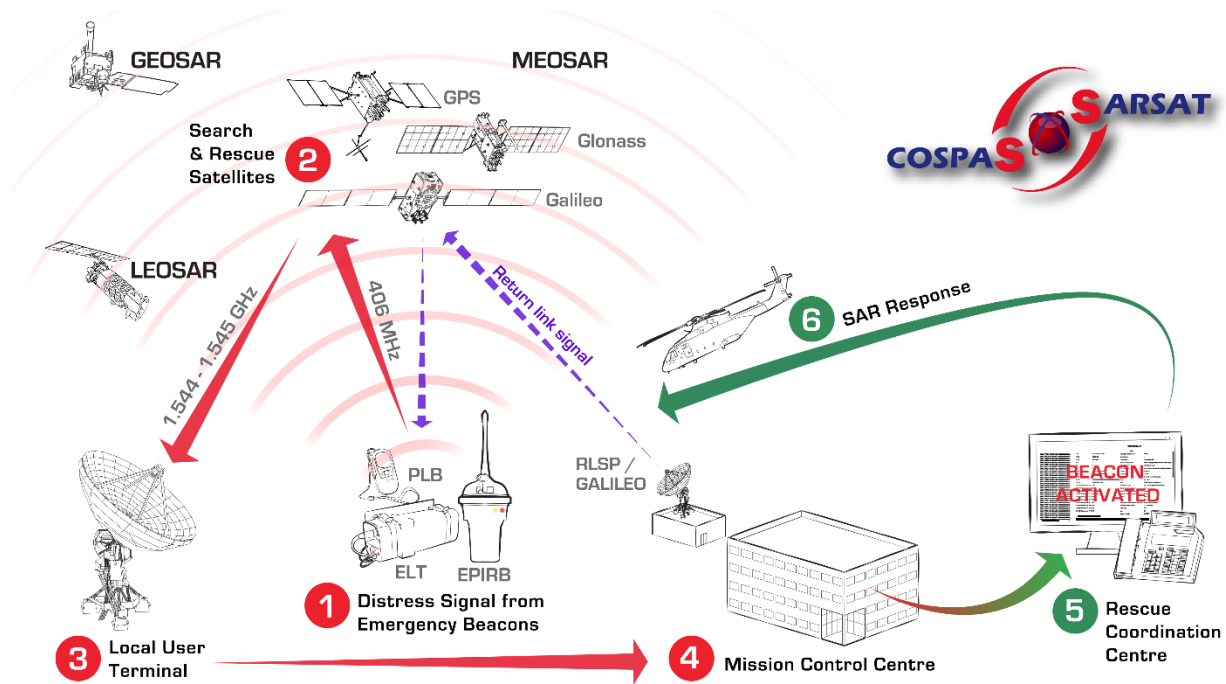 GEOSAR
MEOSAR
GPS
Search
& Rescue
Satellites
2
Glonass
Galileo
LEOSAR
COSPAS SARSAT
1.544 - 1.545 GHz
406 MHz
Return link signal
6
SAR Response
PLB
ELT
EPIRB
RLSP /
GALILEO
BEACON
ACTIVATED
1
Distress Signal from
Emergency Beacons
3
Local User
Terminal
4
Mission Control Centre
5
Rescue
Coordination
Centre